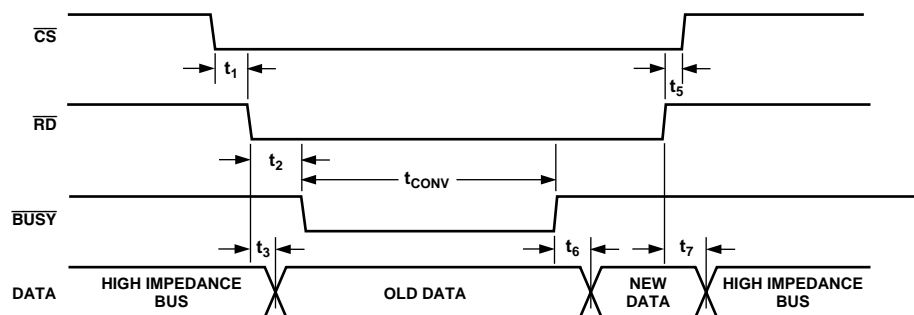 CS
t1
t5
RD
t2
tCONV
BUSY
t3
t6
t7
DATA
HIGH IMPEDANCE
BUS
OLD DATA
NEW
DATA
HIGH IMPEDANCE
BUS